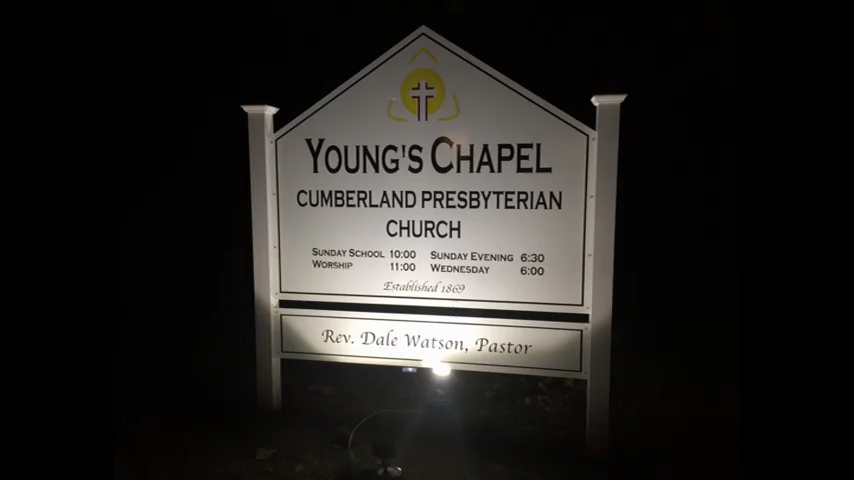 YOUNG'S CHAPEL
CUMBERLAND PRESBYTERIAN
CHURCH
SUNDAY SCHOOL 10:00 SUNDAY EVENING 6:30
WORSHIP 11:00 WEDNESDAY 6:00
Established 1869
Rev. Dale Watson, Pastor